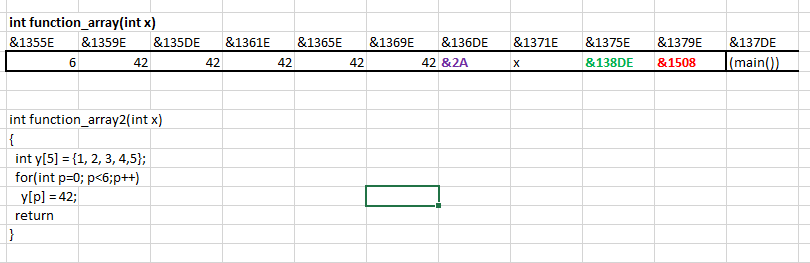 int function_array(int x)
&1355E &1359E &135DE &1361E &1365E &1369E &136DE &1371E &1375E &1379E &137DE
6 42 42 42 42 42 &2A x &138DE &1508 (main())
int function_array2(int x)
{
int y[5] = {1, 2, 3, 4,5};
for(int p=0; p<6;p++)
y[p] = 42;
return
}